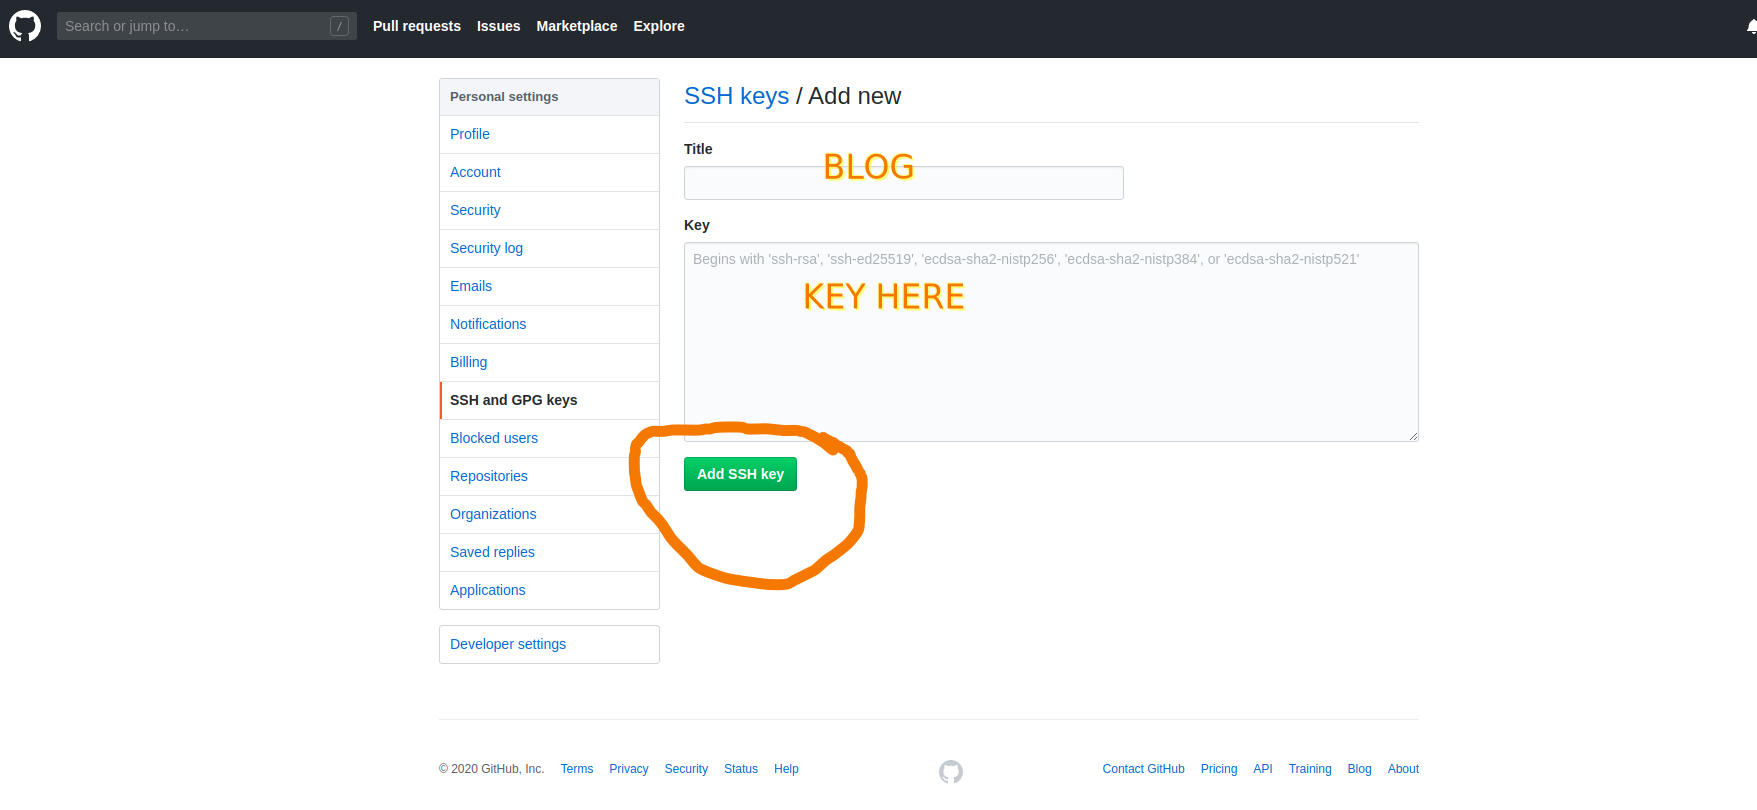 Search or jump to…
/
Pull requests Issues Marketplace Explore
Personal settings
Profile
Account
Security
Security log
Emails
Notifications
Billing
SSH and GPG keys
Blocked users
Repositories
Organizations
Saved replies
Applications
Developer settings
SSH keys / Add new
Title
BLOG
Key
Begins with 'ssh-rsa', 'ssh-ed25519', 'ecdsa-sha2-nistp256', 'ecdsa-sha2-nistp384', or 'ecdsa-sha2-nistp521'
KEY HERE
Add SSH key
© 2020 GitHub, Inc. Terms Privacy Security Status Help
Contact GitHub Pricing API Training Blog About